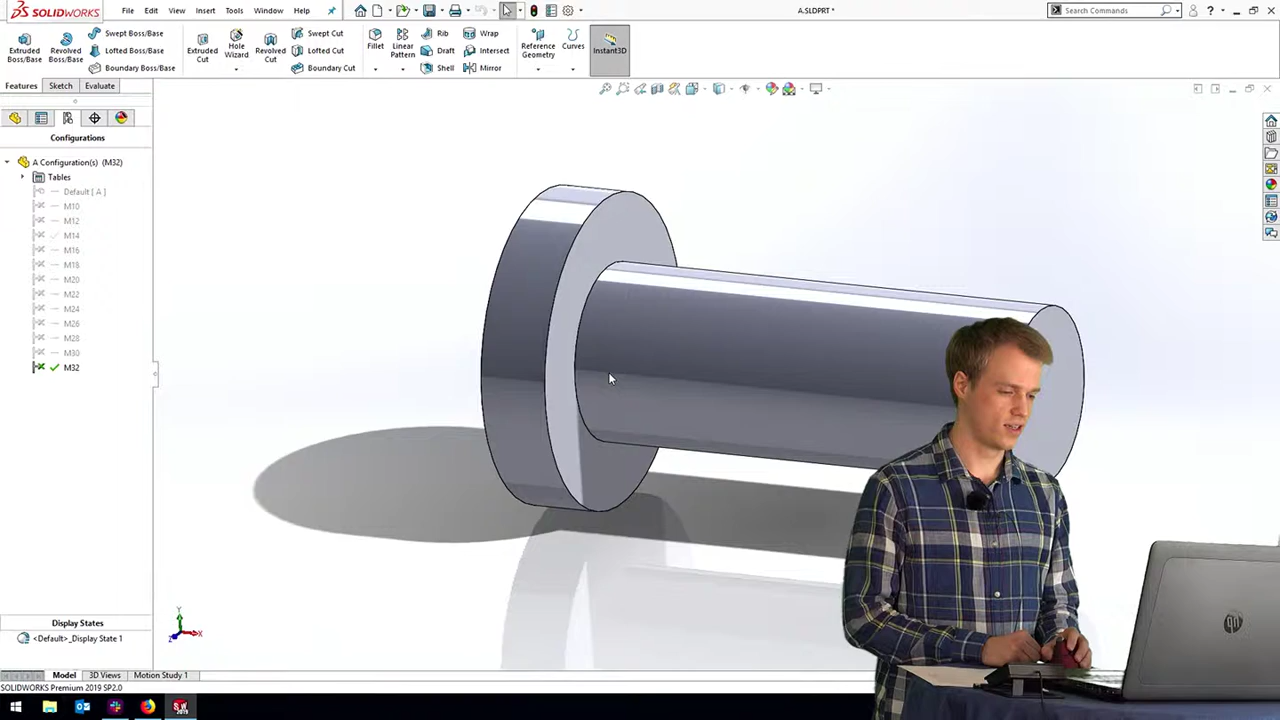 SOLIDWORKS
File
Edit
View
Insert
Tools
Window
Help
A.SLDPRT *
Search Commands
Extruded Boss/Base
Revolved Boss/Base
Swept Boss/Base
Lofted Boss/Base
Boundary Boss/Base
Extruded Cut
Hole Wizard
Revolved Cut
Swept Cut
Lofted Cut
Boundary Cut
Fillet
Linear Pattern
Rib
Draft
Shell
Wrap
Intersect
Mirror
Reference Geometry
Curves
Instant3D
Features
Sketch
Evaluate
Configurations
A Configuration(s) (M32)
Tables
Default [ A ]
M10
M12
M14
M16
M18
M20
M22
M24
M26
M28
M30
M32
Display States
<Default>_Display State 1
Y
X
Z
Model
3D Views
Motion Study 1
SOLIDWORKS Premium 2019 SP2.0
hp